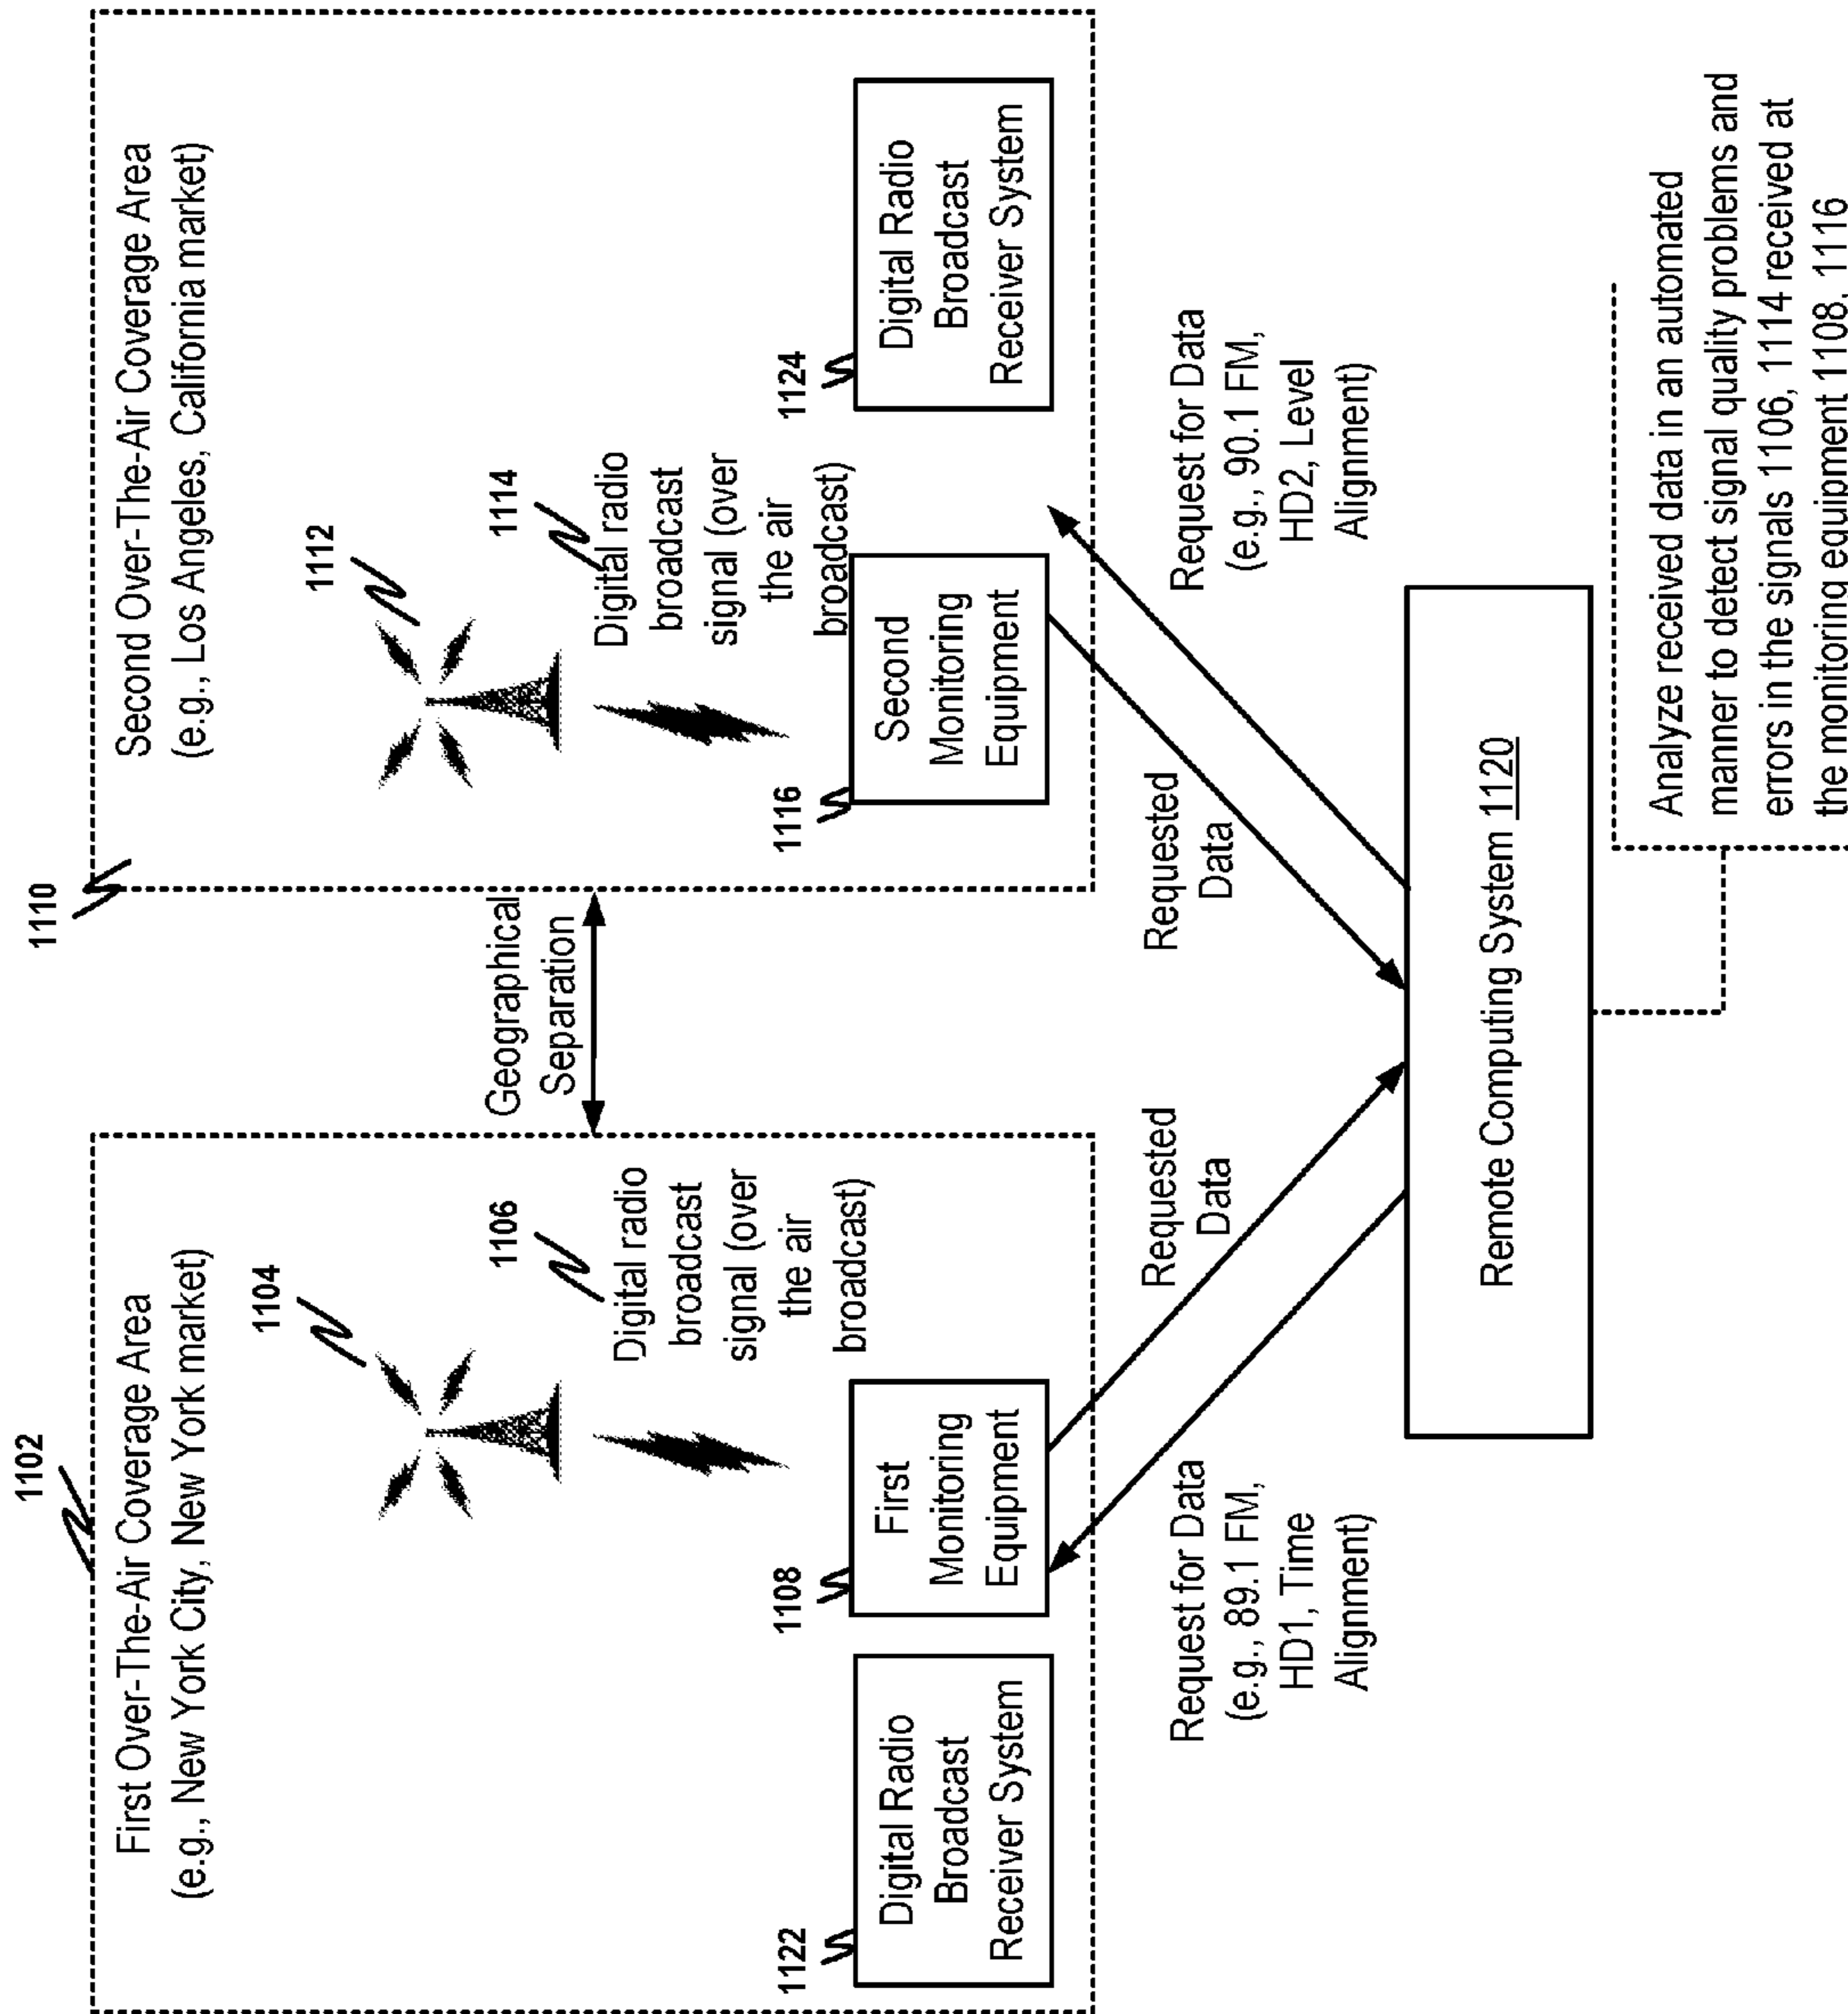 1102
First Over-The-Air Coverage Area
(e.g., New York City, New York market)
1104
1106
Digital radio
broadcast
signal (over
the air
broadcast)
1122
Digital Radio
Broadcast
Receiver System
1108
First
Monitoring
Equipment
Geographical
Separation
1110
Second Over-The-Air Coverage Area
(e.g., Los Angeles, California market)
1112
1114
Digital radio
broadcast
signal (over
the air
broadcast)
1116
Second
Monitoring
Equipment
1124
Digital Radio
Broadcast
Receiver System
Request for Data
(e.g., 89.1 FM,
HD1, Time
Alignment)
Requested
Data
Requested
Data
Request for Data
(e.g., 90.1 FM,
HD2, Level
Alignment)
Remote Computing System 1120
Analyze received data in an automated
manner to detect signal quality problems and
errors in the signals 1106, 1114 received at
the monitoring equipment 1108, 1116